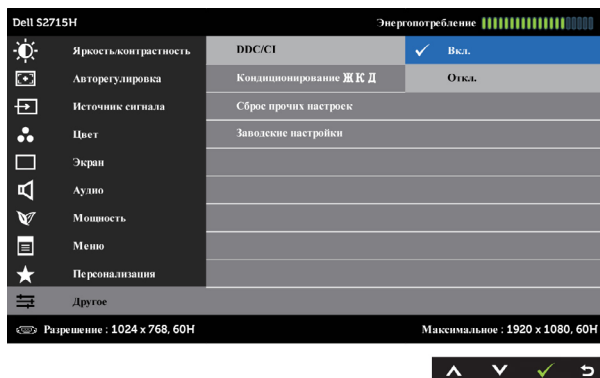 Dell S2715H Энергопотребление
Яркость/контрастность DDC/CI Вкл.
Авторегулировка Кондиционирование ЖКД Откл.
Источник сигнала Сброс прочих настроек
Цвет Заводские настройки
Экран
Аудио
Мощность
Меню
Персонализация
Другое
Разрешение : 1024 x 768, 60H Максимальное : 1920 x 1080, 60H